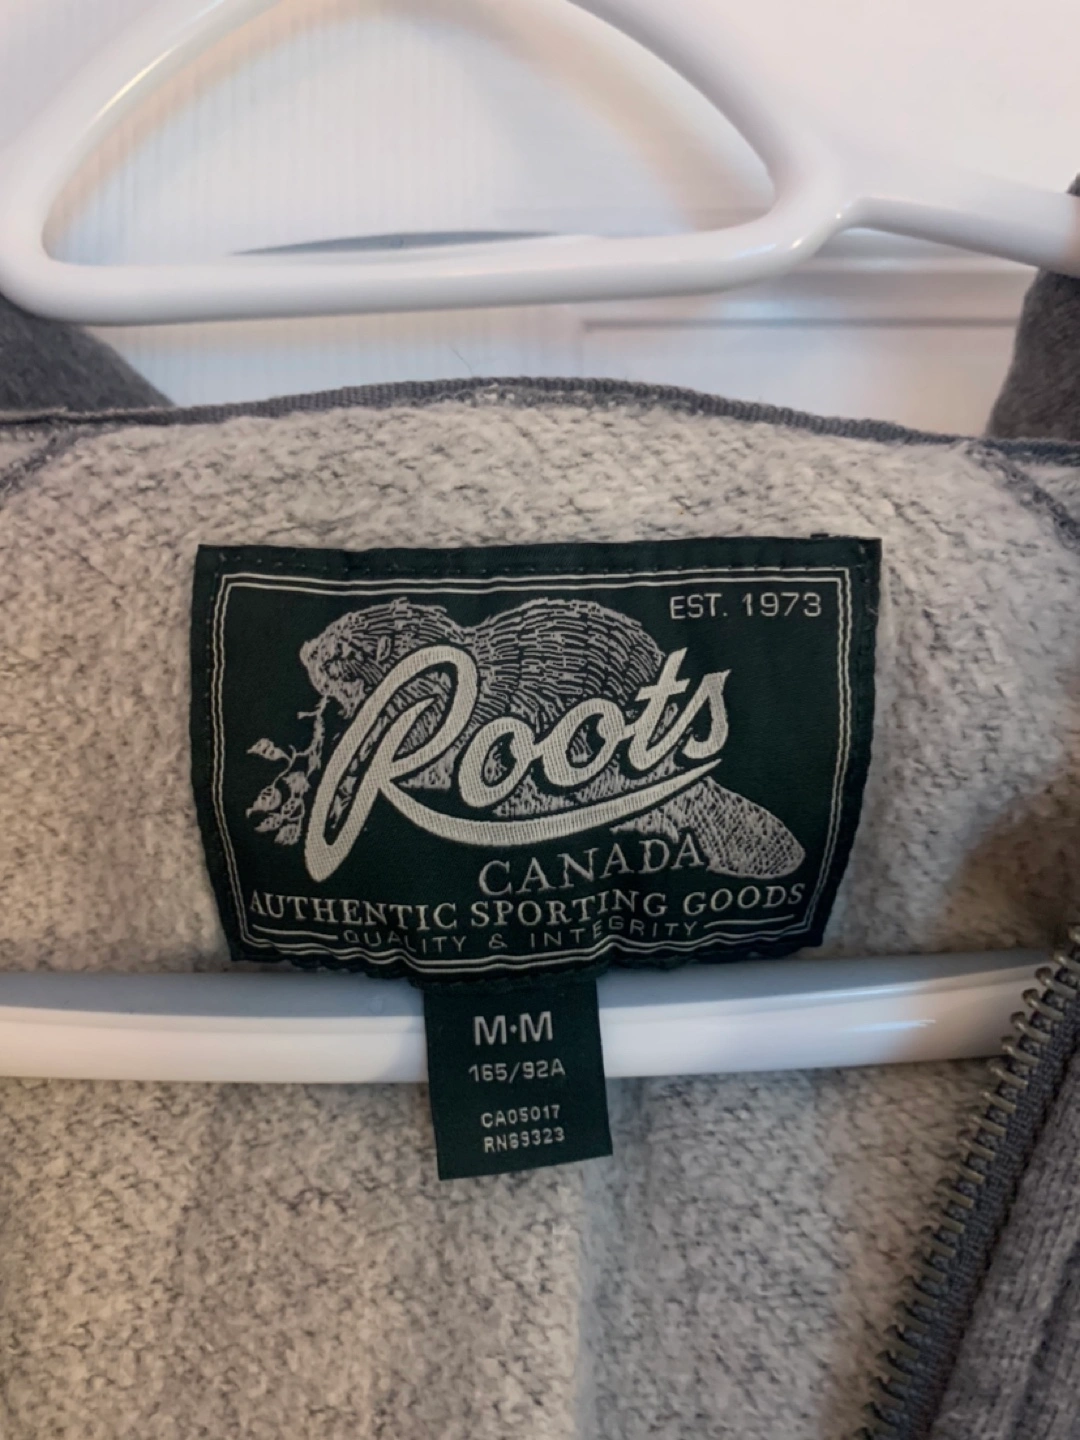 EST. 1973
Roots
CANADA
AUTHENTIC SPORTING GOODS
QUALITY & INTEGRITY
M·M
165/92A
CA05017
RN69323